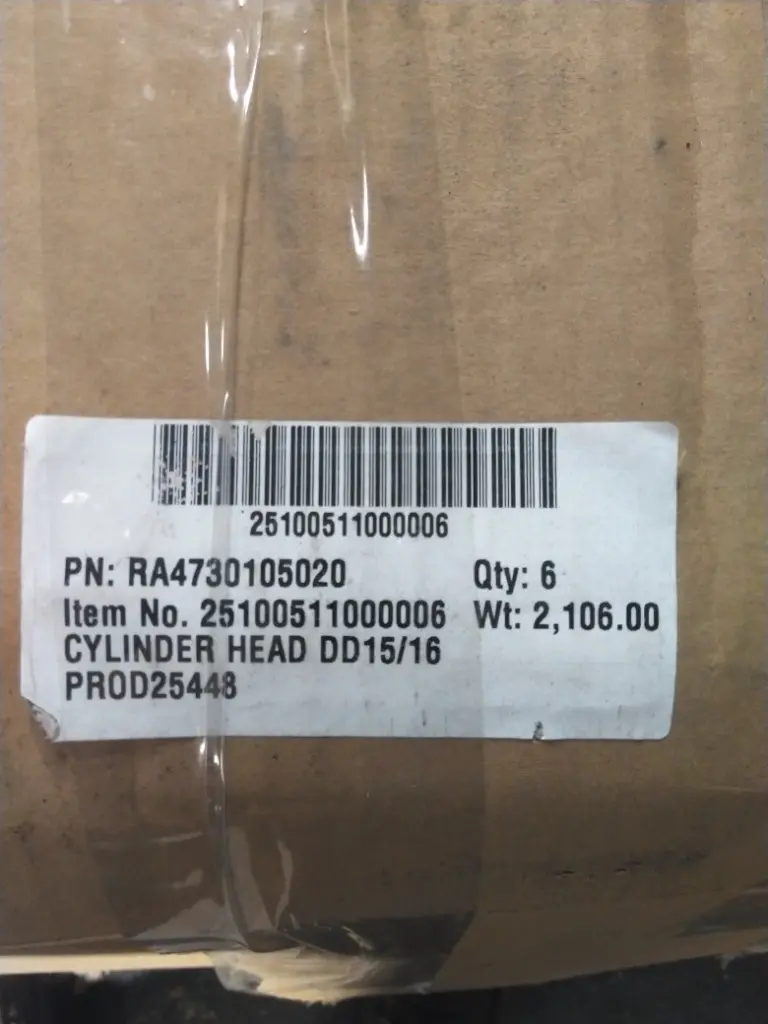 25100511000006
PN: RA4730105020 Qty: 6
Item No. 25100511000006 Wt: 2,106.00
CYLINDER HEAD DD15/16
PROD25448